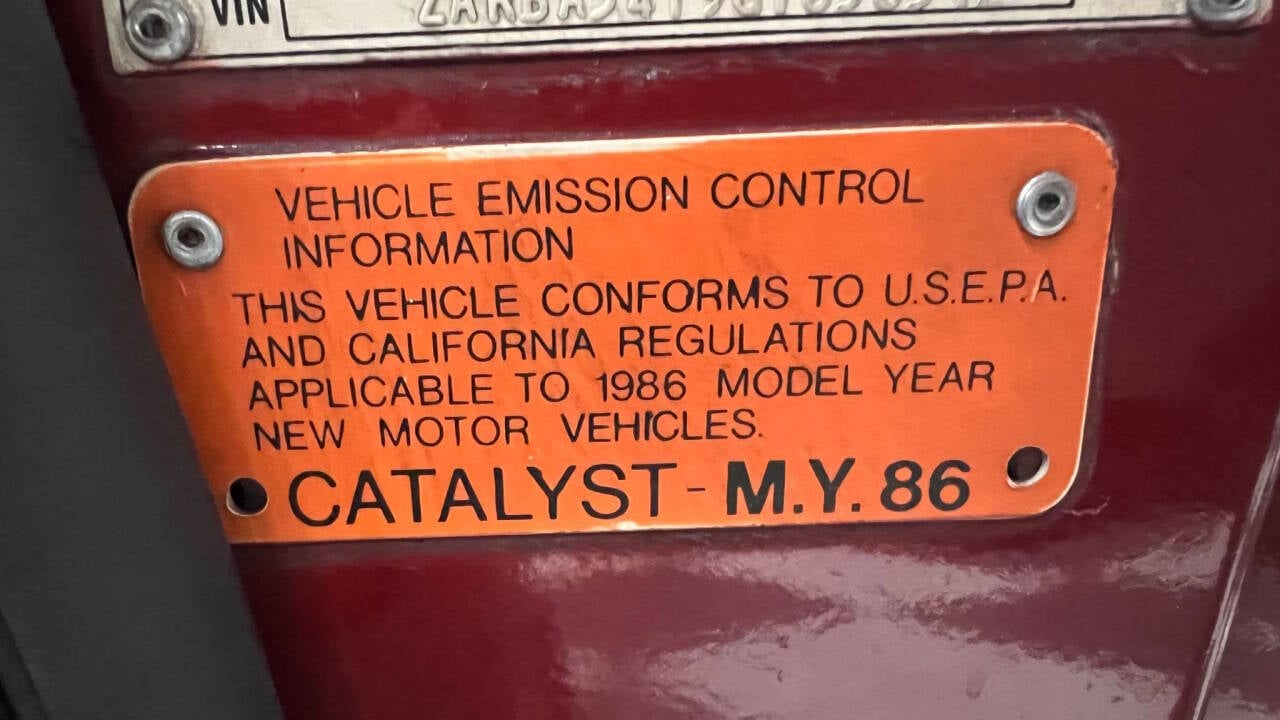 VIN
VEHICLE EMISSION CONTROL
INFORMATION
THIS VEHICLE CONFORMS TO U.S.E.P.A.
AND CALIFORNIA REGULATIONS
APPLICABLE TO 1986 MODEL YEAR
NEW MOTOR VEHICLES.
CATALYST - M.Y. 86